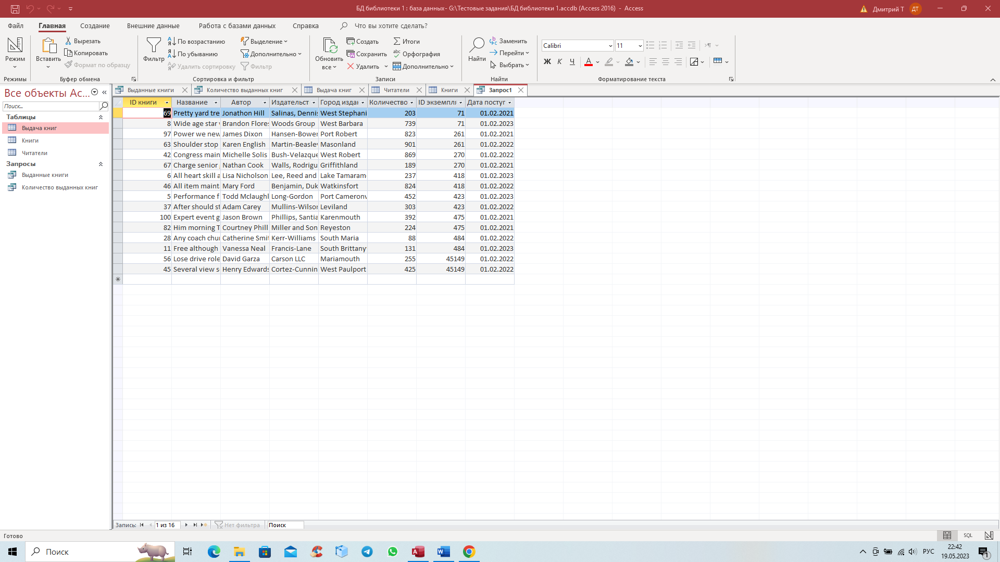 БД библиотеки 1 : база данных- G:\Тестовые задания\БД библиотеки 1.accdb (Access 2016) - Access
Дмитрий Т
ДТ
Файл Главная Создание Внешние данные Работа с базами данных Справка Что вы хотите сделать?
Режим
Режимы
Вставить
Вырезать
Копировать
Формат по образцу
Буфер обмена
Фильтр
По возрастанию
По убыванию
Удалить сортировку
Выделение
Дополнительно
Фильтр
Сортировка и фильтр
Обновить
все
Создать
Сохранить
Удалить
Итоги
Орфография
Дополнительно
Записи
Найти
Заменить
Перейти
Выбрать
Найти
Calibri 11
Ж К Ч А
Форматирование текста
Все объекты Ac...
Поиск...
Таблицы
Выдача книг
Книги
Читатели
Запросы
Выданные книги
Количество выданных книг
Выданные книги Количество выданных книг Выдача книг Читатели Книги Запрос1
ID книги Название Автор Издательст Город издан Количество ID экземпля Дата постуг
69 Pretty yard tre Jonathon Hill Salinas, Dennis West Stephani 203 71 01.02.2021
8 Wide age star Brandon Flores Woods Group West Barbara 739 71 01.02.2023
97 Power we new James Dixon Hansen-Bower Port Robert 823 261 01.02.2021
63 Shoulder stop Karen English Martin-Beasley Masonland 901 261 01.02.2022
42 Congress main Michelle Solis Bush-Velazque West Robert 869 270 01.02.2022
67 Charge senior Nathan Cook Walls, Rodrigu Griffithland 189 270 01.02.2021
6 All heart skill a Lisa Nicholson Lee, Reed and Lake Tamaram 237 418 01.02.2023
46 All item maint Mary Ford Benjamin, Duk Watkinsfort 824 418 01.02.2022
5 Performance f Todd Mclaughl Long-Gordon Port Cameronv 452 423 01.02.2023
37 After should st Adam Carey Mullins-Wilson Leviland 303 423 01.02.2022
100 Expert event g Jason Brown Phillips, Santia Karenmouth 392 475 01.02.2021
82 Him morning T Courtney Phill Miller and Son Reyeston 224 475 01.02.2021
28 Any coach chu Catherine Smit Kerr-Williams South Maria 88 484 01.02.2022
11 Free although Vanessa Neal Francis-Lane South Brittany 131 484 01.02.2023
56 Lose drive role David Garza Carson LLC Mariamouth 255 45149 01.02.2022
45 Several view s Henry Edwards Cortez-Cunnin West Paulport 425 45149 01.02.2022
Запись: 1 из 16 Нет фильтра Поиск
Готово
SQL
Поиск
РУС
22:42
19.05.2023
1